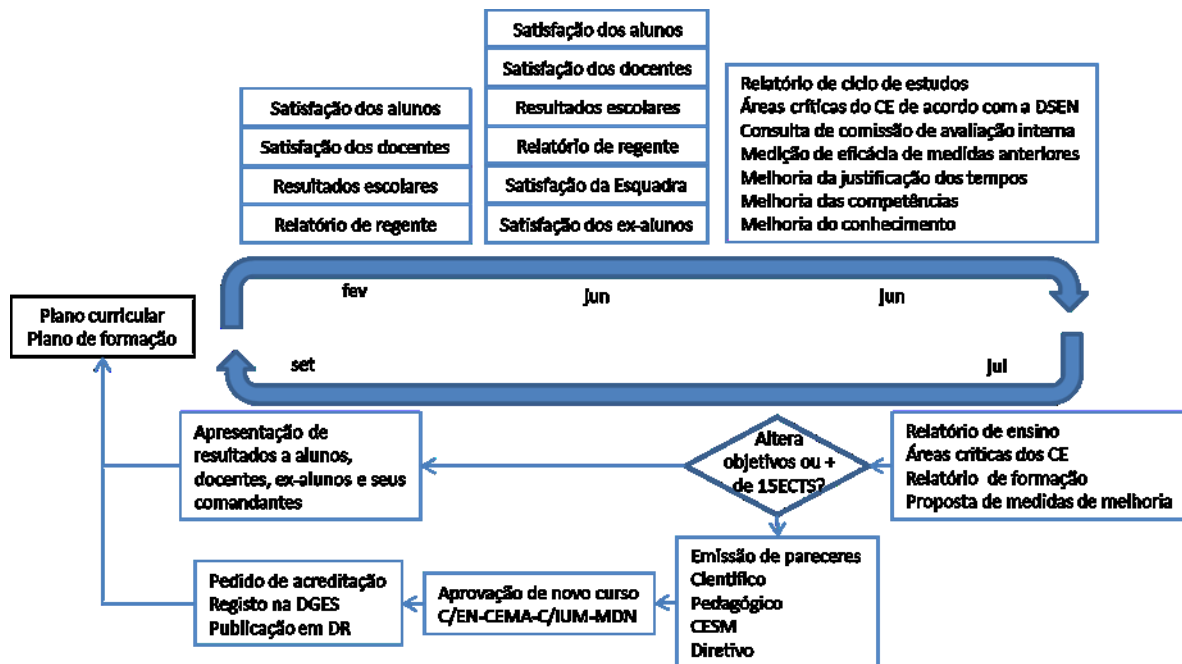 Satisfação dos alunos
Satisfação dos docentes
Resultados escolares
Relatório de regente
Satisfação dos alunos
Satisfação dos docentes
Resultados escolares
Relatório de regente
Satisfação da Esquadra
Satisfação dos ex-alunos
Relatório de ciclo de estudos
Áreas críticas do CE de acordo com a DSEN
Consulta de comissão de avaliação interna
Medição de eficácia de medidas anteriores
Melhoria da justificação dos tempos
Melhoria das competências
Melhoria do conhecimento
fev
jun
jun
Plano curricular
Plano de formação
set
jul
Apresentação de
resultados a alunos,
docentes, ex-alunos e seus
comandantes
Altera
objetivos ou +
de 15ECTS?
Relatório de ensino
Áreas criticas dos CE
Relatório de formação
Proposta de medidas de melhoria
Pedido de acreditação
Registo na DGES
Publicação em DR
Aprovação de novo curso
C/EN-CEMA-C/IUM-MDN
Emissão de pareceres
Científico
Pedagógico
CESM
Diretivo